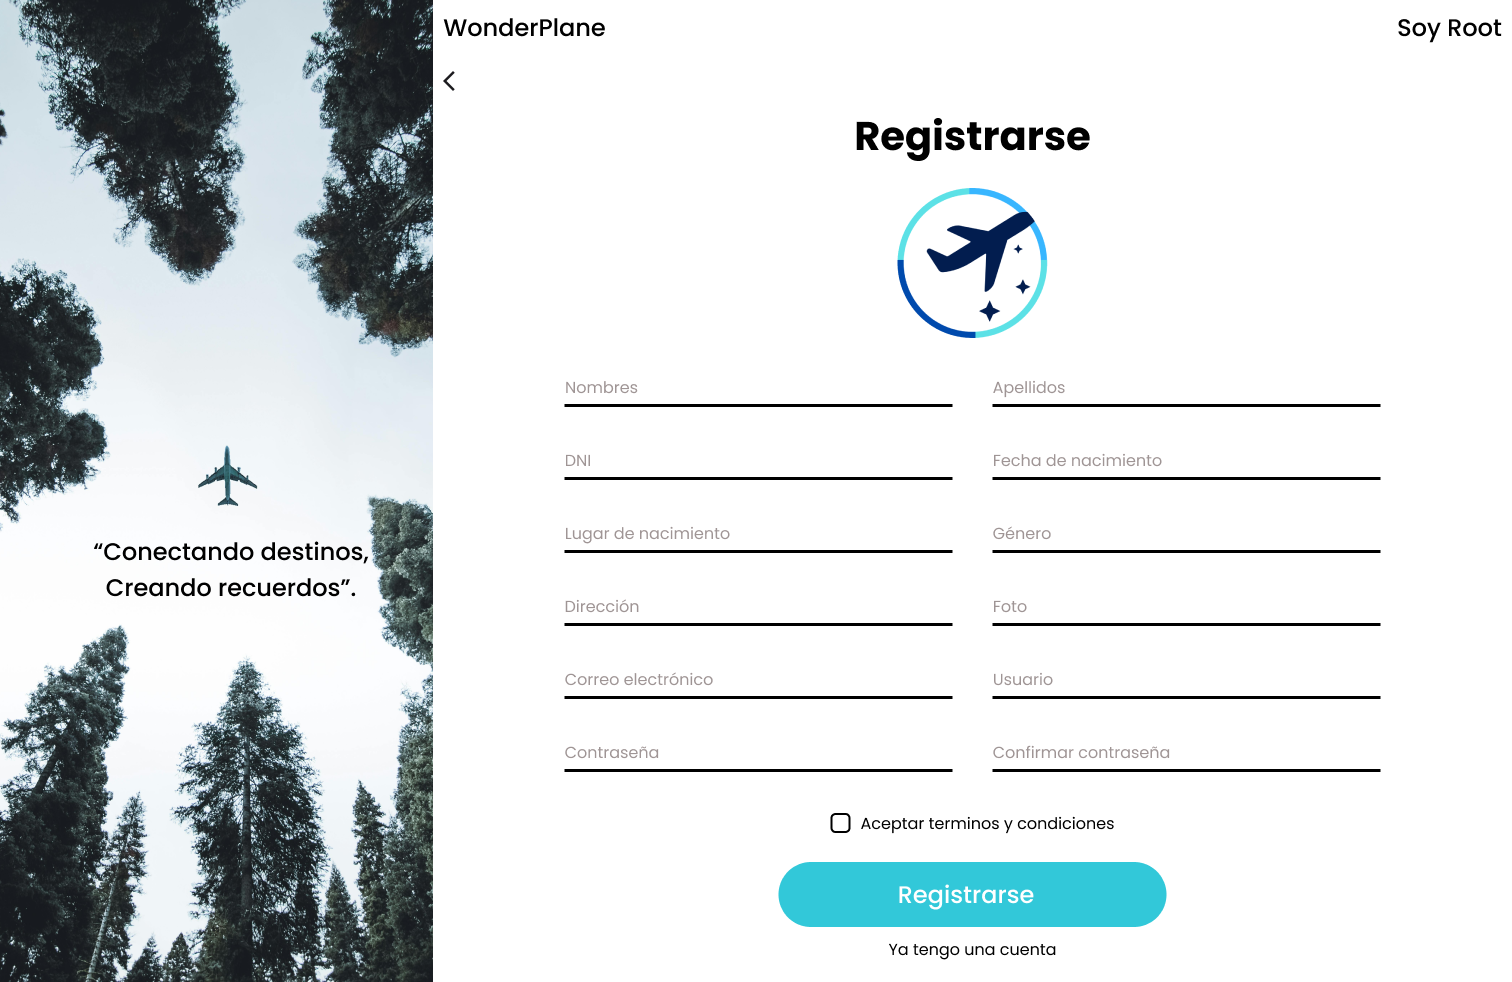 WonderPlane
Soy Root
Registrarse
“Conectando destinos,
Creando recuerdos”.
Nombres
Apellidos
DNI
Fecha de nacimiento
Lugar de nacimiento
Género
Dirección
Foto
Correo electrónico
Usuario
Contraseña
Confirmar contraseña
Aceptar terminos y condiciones
Registrarse
Ya tengo una cuenta